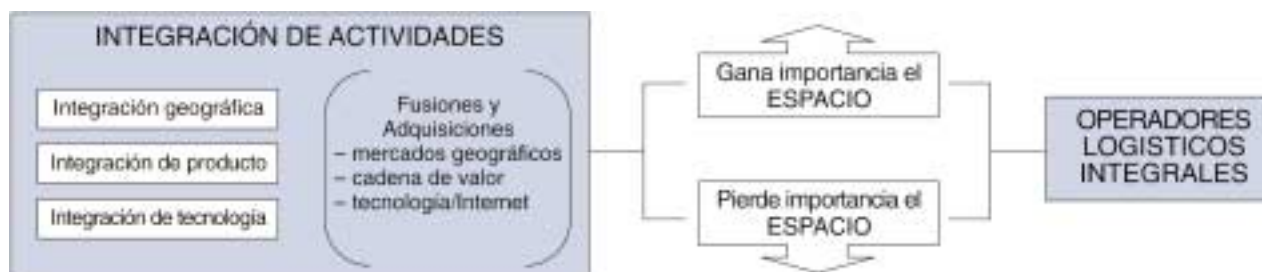 INTEGRACIÓN DE ACTIVIDADES
Integración geográfica
Integración de producto
Integración de tecnología
Fusiones y
Adquisiciones
– mercados geográficos
– cadena de valor
– tecnología/Internet
Gana importancia el
ESPACIO
Pierde importancia el
ESPACIO
OPERADORES
LOGISTICOS
INTEGRALES